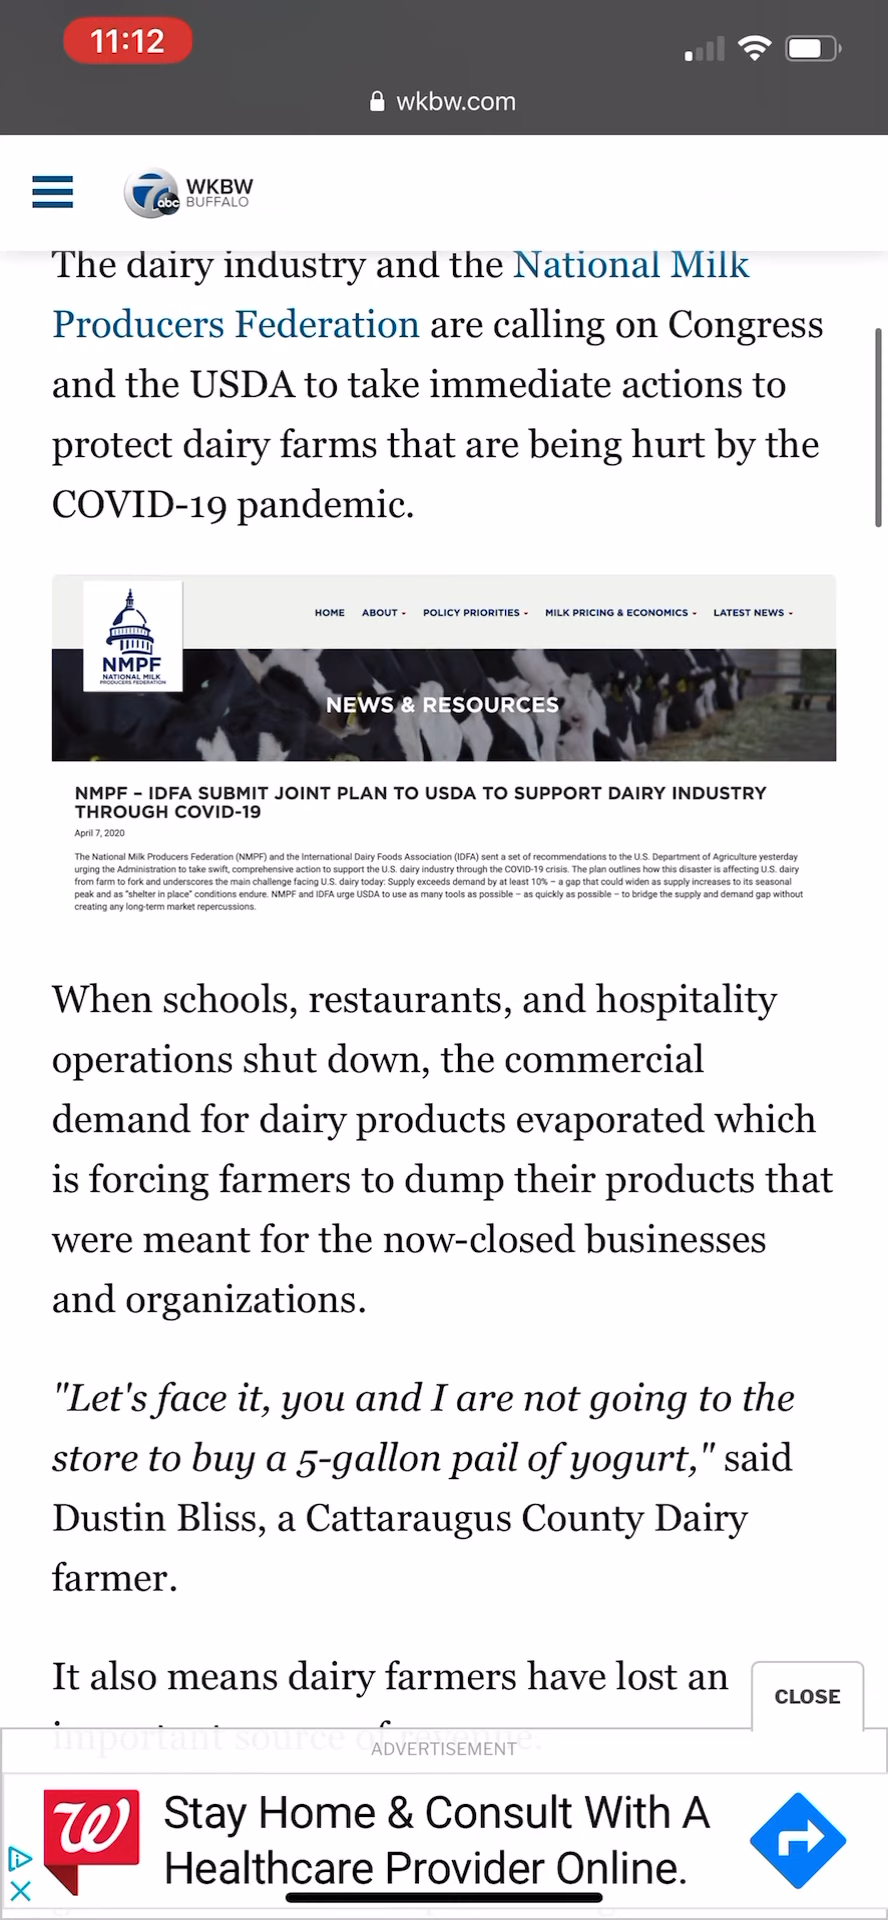 11:12
wkbw.com
7 abc WKBW
BUFFALO
The dairy industry and the National Milk
Producers Federation are calling on Congress
and the USDA to take immediate actions to
protect dairy farms that are being hurt by the
COVID-19 pandemic.
HOME ABOUT POLICY PRIORITIES MILK PRICING & ECONOMICS LATEST NEWS
NMPF
NATIONAL MILK
PRODUCERS FEDERATION
NEWS & RESOURCES
NMPF – IDFA SUBMIT JOINT PLAN TO USDA TO SUPPORT DAIRY INDUSTRY
THROUGH COVID-19
April 7, 2020
The National Milk Producers Federation (NMPF) and the International Dairy Foods Association (IDFA) sent a set of recommendations to the U.S. Department of Agriculture yesterday
urging the Administration to take swift, comprehensive action to support the U.S. dairy industry through the COVID-19 crisis. The plan outlines how this disaster is affecting U.S. dairy
from farm to fork and underscores the main challenge facing U.S. dairy today: Supply exceeds demand by at least 10% – a gap that could widen as supply increases to its seasonal
peak and as "shelter in place" conditions endure. NMPF and IDFA urge USDA to use as many tools as possible – as quickly as possible – to bridge the supply and demand gap without
creating any long-term market repercussions.
When schools, restaurants, and hospitality
operations shut down, the commercial
demand for dairy products evaporated which
is forcing farmers to dump their products that
were meant for the now-closed businesses
and organizations.
"Let's face it, you and I are not going to the
store to buy a 5-gallon pail of yogurt," said
Dustin Bliss, a Cattaraugus County Dairy
farmer.
It also means dairy farmers have lost an
important source of revenue.
CLOSE
ADVERTISEMENT
W
Stay Home & Consult With A
Healthcare Provider Online.